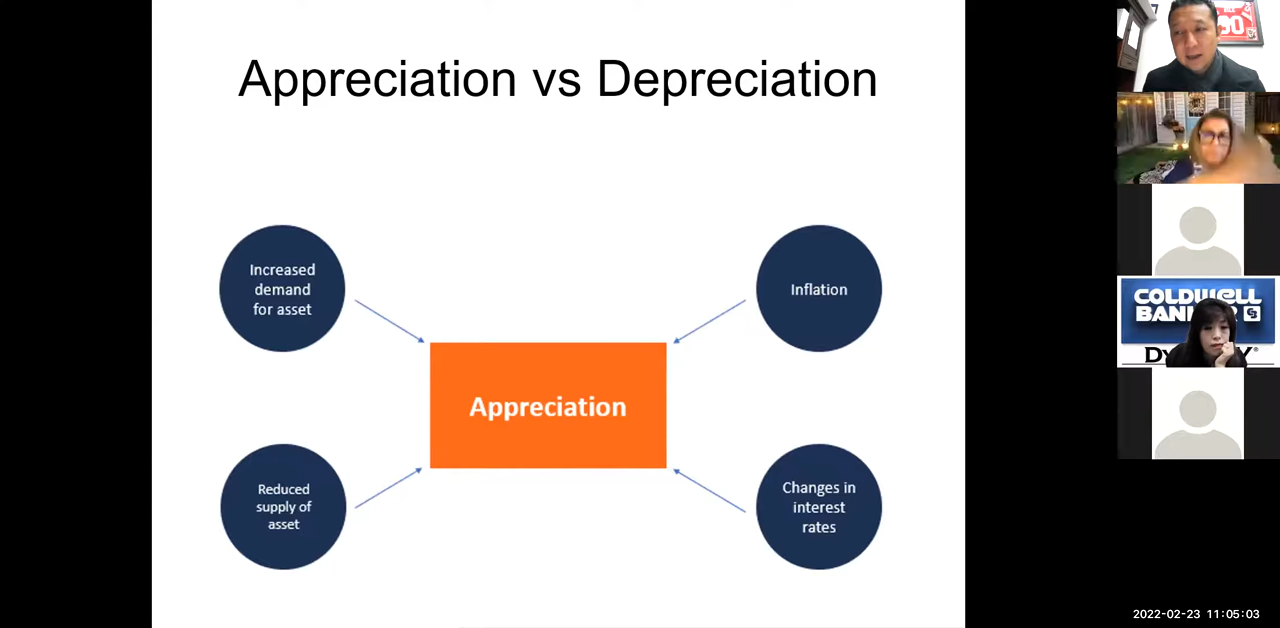 Appreciation vs Depreciation
Increased
demand
for asset
Inflation
Appreciation
Reduced
supply of
asset
Changes in
interest
rates
90
COLDWELL
BANKER
2022-02-23 11:05:03